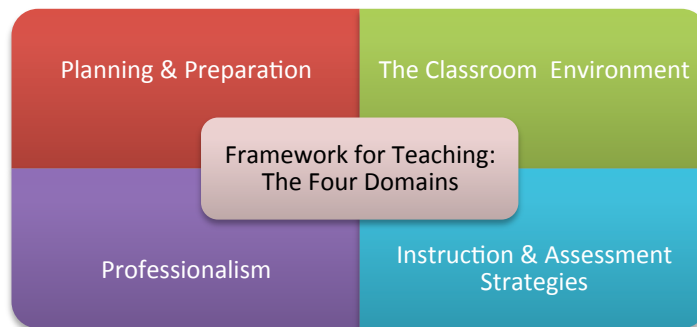 Planning & Preparation
The Classroom Environment
Framework for Teaching:
The Four Domains
Professionalism
Instruction & Assessment
Strategies